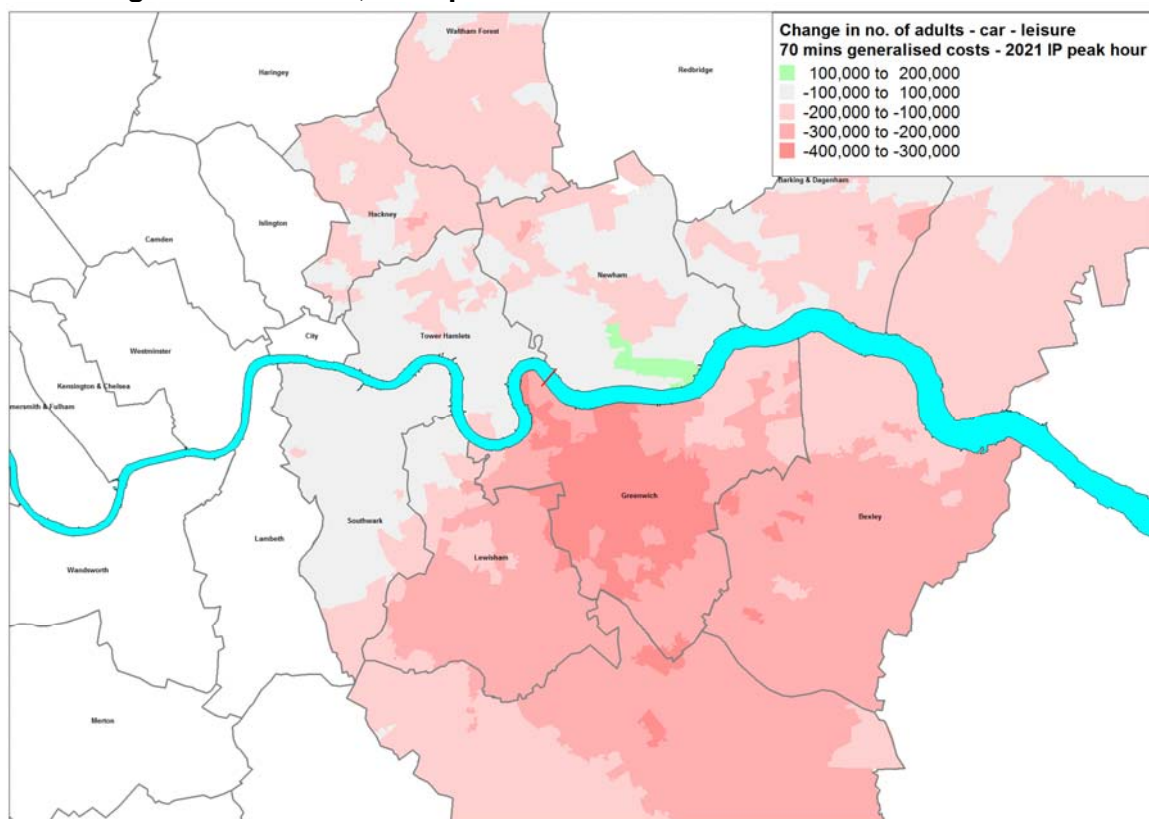 Change in no. of adults - car - leisure
70 mins generalised costs - 2021 IP peak hour
100,000 to 200,000
-100,000 to 100,000
-200,000 to -100,000
-300,000 to -200,000
-400,000 to -300,000
Waltham Forest
Haringey
Redbridge
Barking & Dagenham
Hackney
Islington
Camden
Newham
City
Tower Hamlets
Westminster
Kensington & Chelsea
mersmith & Fulham
Greenwich
Southwark
Bexley
Lambeth
Lewisham
Wandsworth
Merton